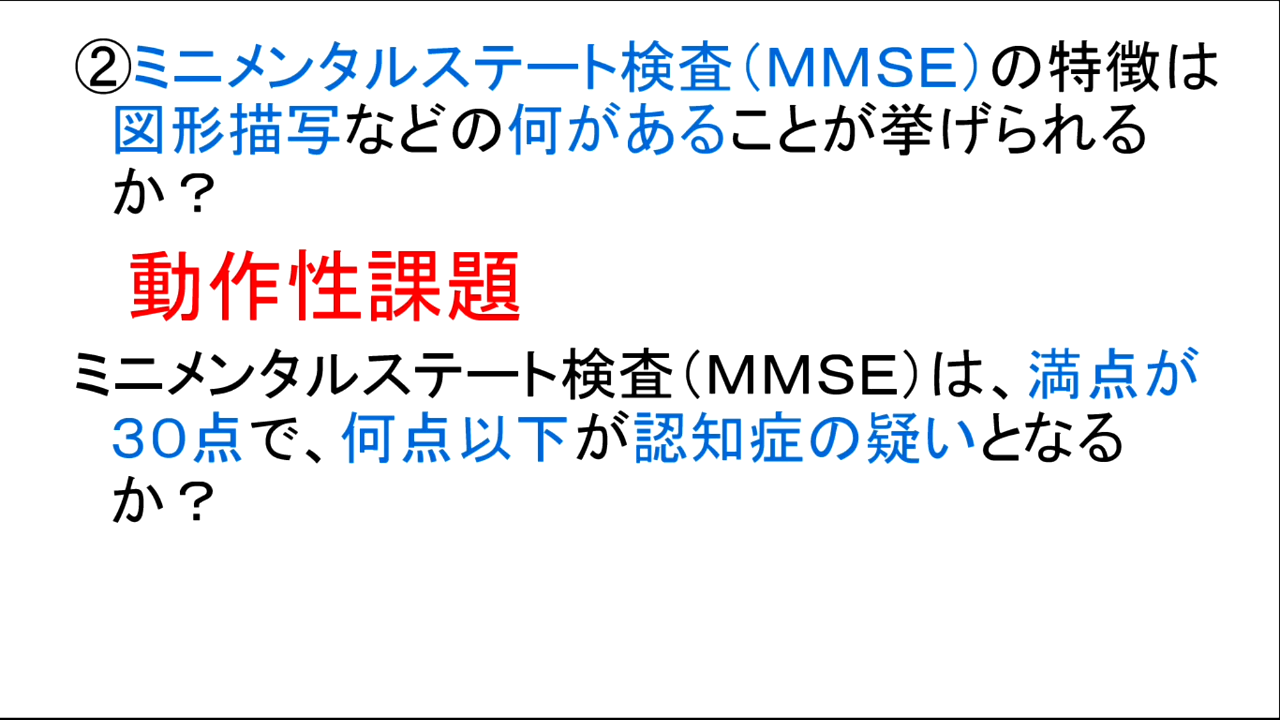 ②ミニメンタルステート検査(ＭＭＳＥ)の特徴は
図形描写などの何があることが挙げられる
か？
動作性課題
ミニメンタルステート検査(ＭＭＳＥ)は、満点が
３０点で、何点以下が認知症の疑いとなる
か？